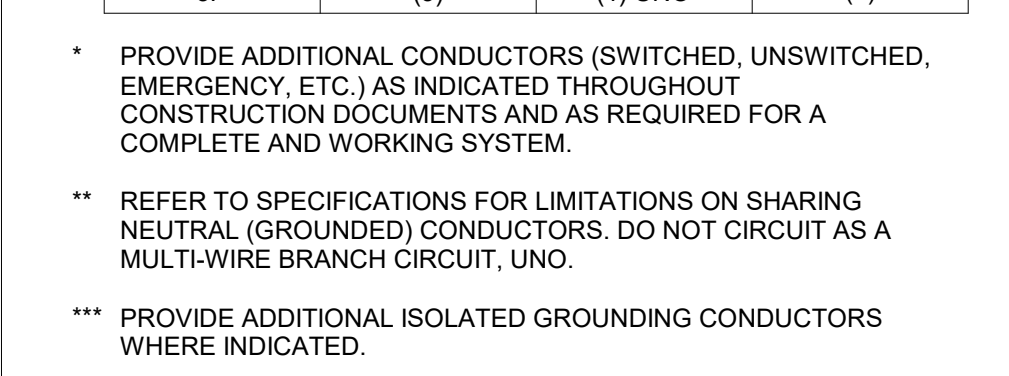 * PROVIDE ADDITIONAL CONDUCTORS (SWITCHED, UNSWITCHED,
EMERGENCY, ETC.) AS INDICATED THROUGHOUT
CONSTRUCTION DOCUMENTS AND AS REQUIRED FOR A
COMPLETE AND WORKING SYSTEM.
** REFER TO SPECIFICATIONS FOR LIMITATIONS ON SHARING
NEUTRAL (GROUNDED) CONDUCTORS. DO NOT CIRCUIT AS A
MULTI-WIRE BRANCH CIRCUIT, UNO.
*** PROVIDE ADDITIONAL ISOLATED GROUNDING CONDUCTORS
WHERE INDICATED.